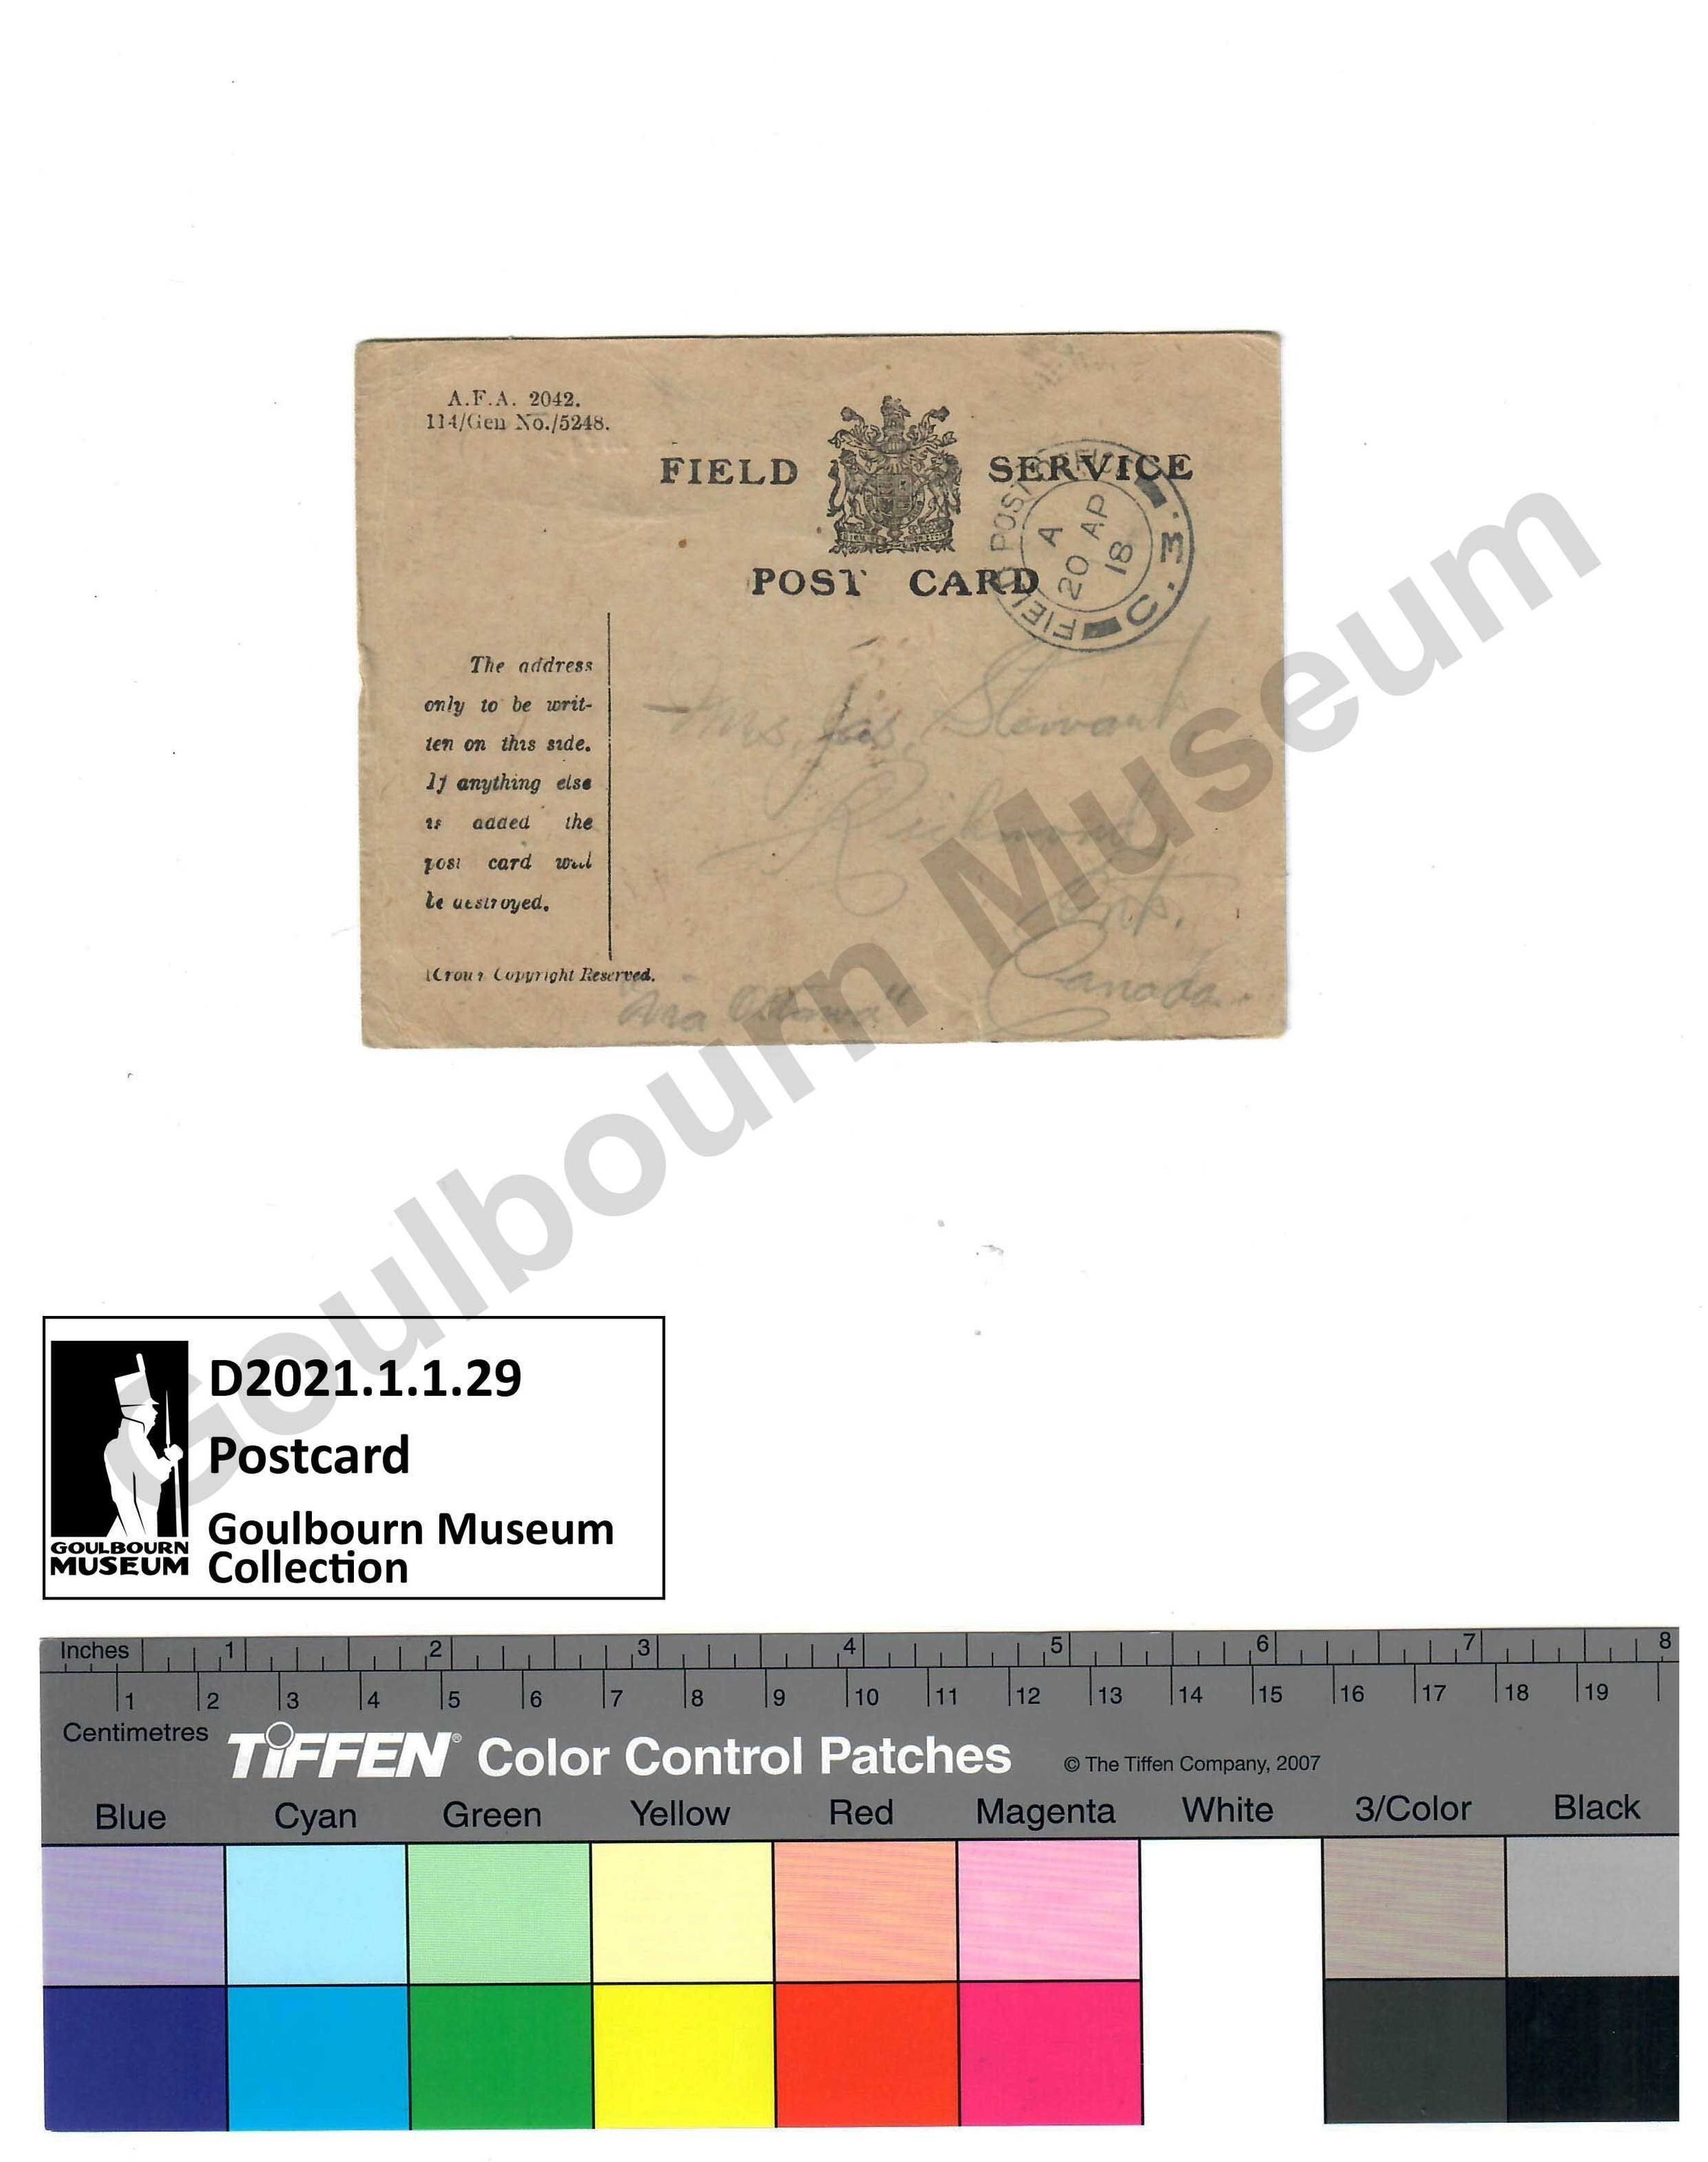 A.F.A. 2042.
114/Gen No./5248.
FIELD SERVICE
POST CARD
FIELD POST OFFICE
C. 3.
A
20 AP
18
The address
only to be writ-
ten on this side.
If anything else
is added the
post card will
be destroyed.
[Crown Copyright Reserved.
Mrs. Jas. Stewart
Richmond
Ont.
Canada.
"Via Ottawa"
Goulbourn Museum
D2021.1.1.29
Postcard
Goulbourn Museum
Collection
GOULBOURN
MUSEUM
Inches 1 2 3 4 5 6 7 8
1 2 3 4 5 6 7 8 9 10 11 12 13 14 15 16 17 18 19
Centimetres
TIFFEN® Color Control Patches © The Tiffen Company, 2007
Blue Cyan Green Yellow Red Magenta White 3/Color Black